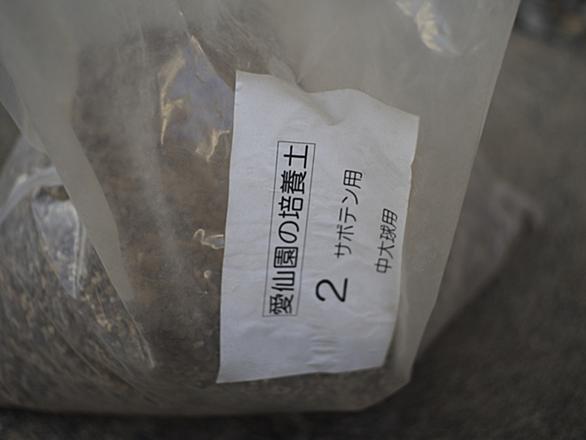 愛仙園の培養土
2 サボテン用
中大球用